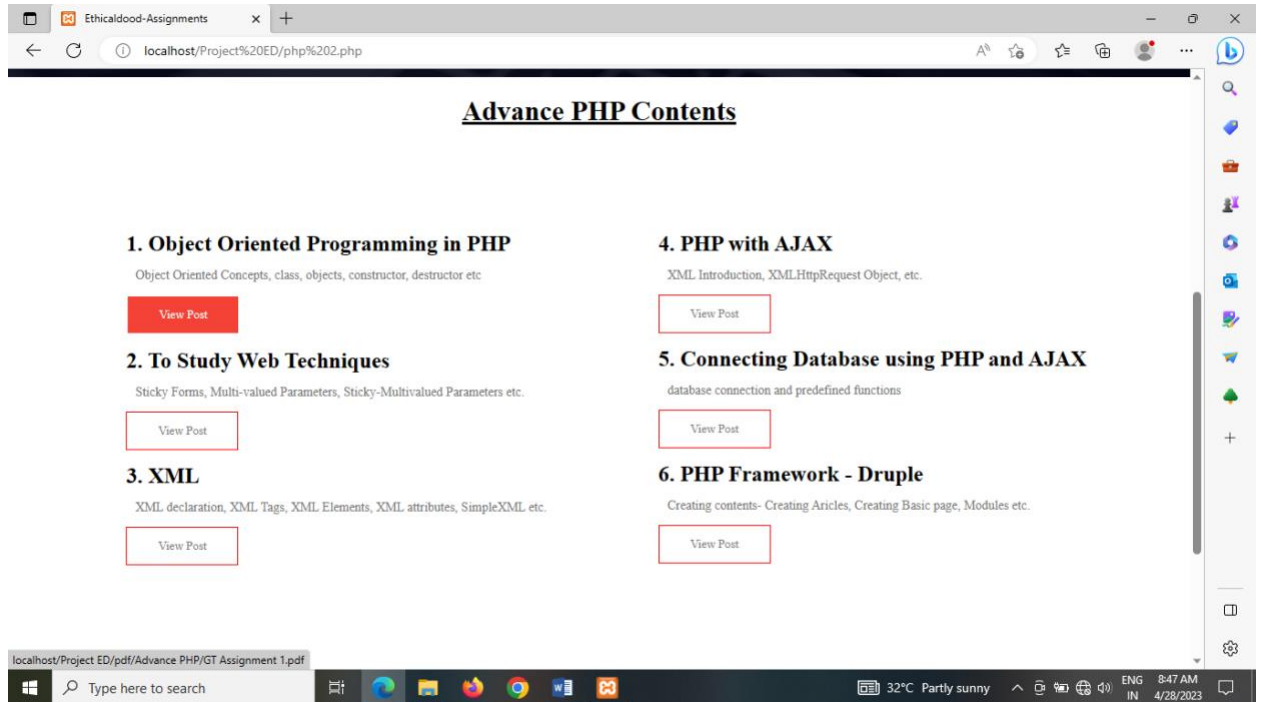 Ethicaldood-Assignments
localhost/Project%20ED/php%202.php
Advance PHP Contents
1. Object Oriented Programming in PHP
Object Oriented Concepts, class, objects, constructor, destructor etc
View Post
2. To Study Web Techniques
Sticky Forms, Multi-valued Parameters, Sticky-Multivalued Parameters etc.
View Post
3. XML
XML declaration, XML Tags, XML Elements, XML attributes, SimpleXML etc.
View Post
4. PHP with AJAX
XML Introduction, XMLHttpRequest Object, etc.
View Post
5. Connecting Database using PHP and AJAX
database connection and predefined functions
View Post
6. PHP Framework - Druple
Creating contents- Creating Aricles, Creating Basic page, Modules etc.
View Post
localhost/Project ED/pdf/Advance PHP/GT Assignment 1.pdf
Type here to search
32°C Partly sunny
ENG
IN
8:47 AM
4/28/2023